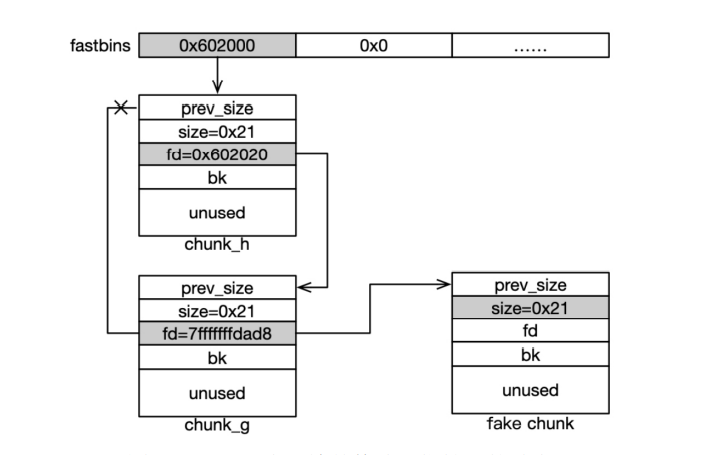 fastbins 0x602000 0x0 ......
prev_size
size=0x21
fd=0x602020
bk
unused
chunk_h
prev_size
size=0x21
fd=7fffffffdad8
bk
unused
chunk_g
prev_size
size=0x21
fd
bk
unused
fake chunk